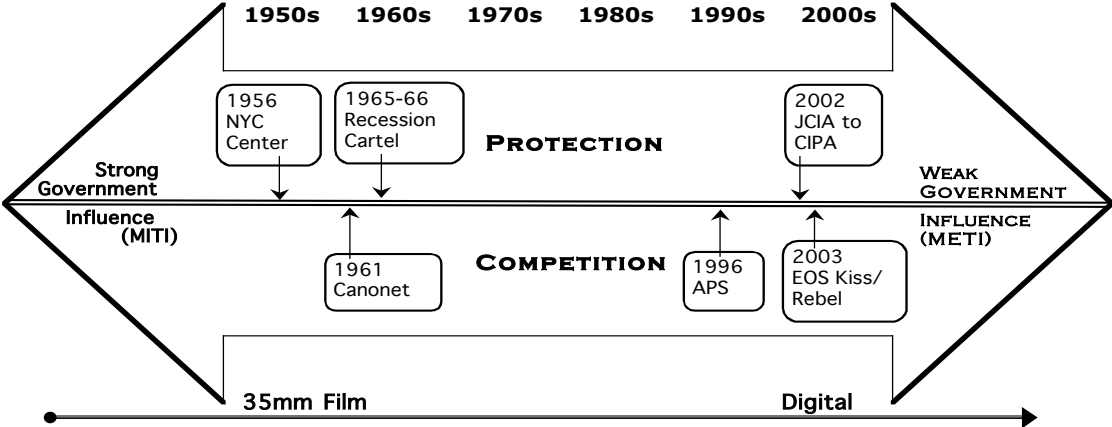 1950s 1960s 1970s 1980s 1990s 2000s
1956
NYC
Center
1965-66
Recession
Cartel
PROTECTION
2002
JCIA to
CIPA
Strong
Government
Influence
(MITI)
WEAK
GOVERNMENT
INFLUENCE
(METI)
1961
Canonet
COMPETITION
1996
APS
2003
EOS Kiss/
Rebel
35mm Film
Digital